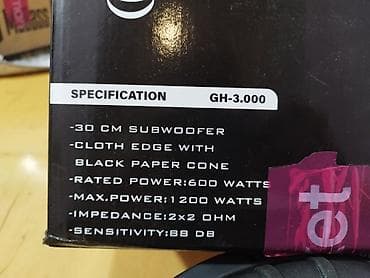 SPECIFICATION GH-3.000
-30 CM SUBWOOFER
-CLOTH EDGE WITH
BLACK PAPER CONE
-RATED POWER:600 WATTS
-MAX.POWER:1200 WATTS
-IMPEDANCE:2x2 OHM
-SENSITIVITY:88 DB
et